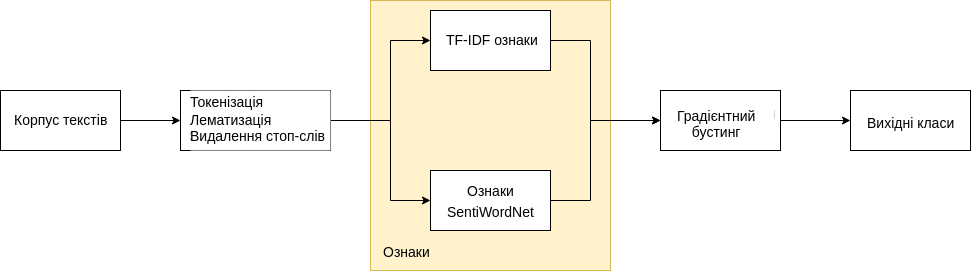 Корпус текстів
Токенізація
Лематизація
Видалення стоп-слів
TF-IDF ознаки
Ознаки
SentiWordNet
Ознаки
Градієнтний
бустинг
Вихідні класи